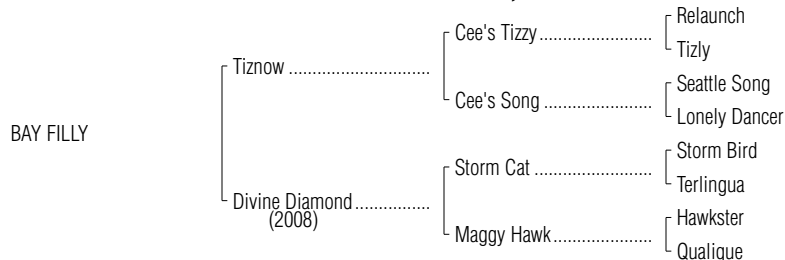 Relaunch
Cee's Tizzy
Tizly
Tiznow
Seattle Song
Cee's Song
Lonely Dancer
BAY FILLY
Storm Bird
Storm Cat
Terlingua
Divine Diamond
(2008)
Hawkster
Maggy Hawk
Qualique